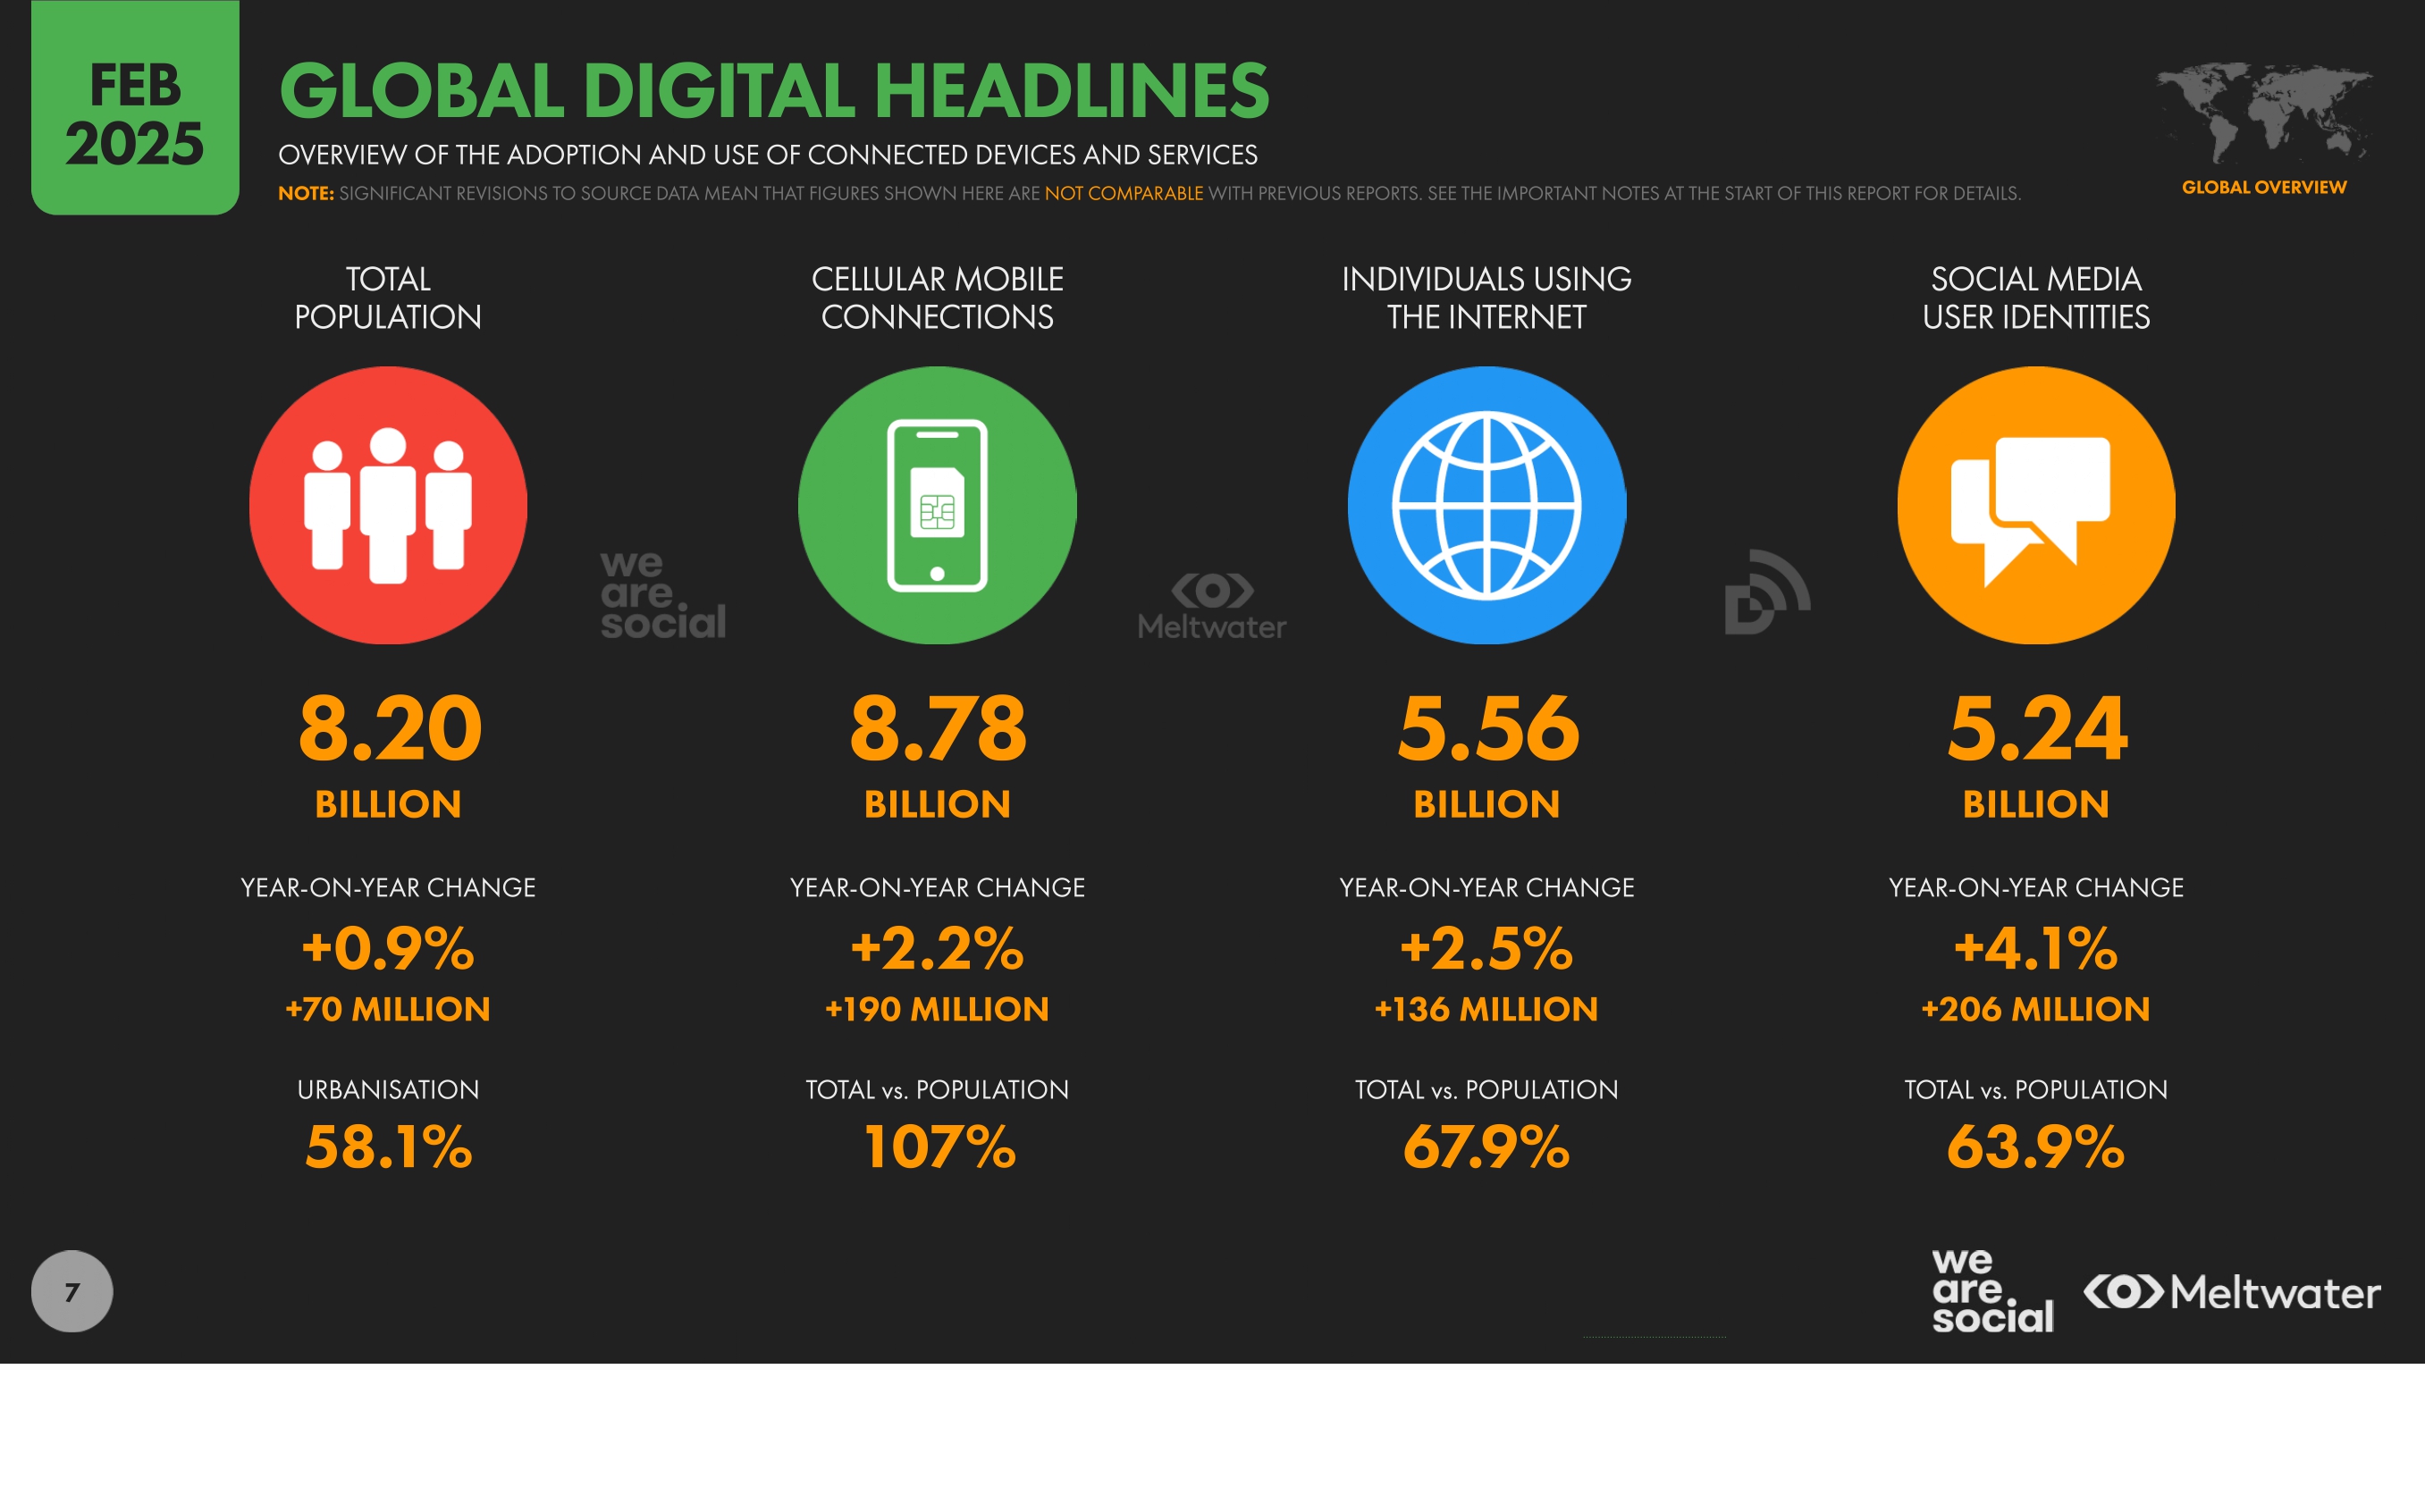 FEB
2025
GLOBAL DIGITAL HEADLINES
OVERVIEW OF THE ADOPTION AND USE OF CONNECTED DEVICES AND SERVICES
NOTE: SIGNIFICANT REVISIONS TO SOURCE DATA MEAN THAT FIGURES SHOWN HERE ARE NOT COMPARABLE WITH PREVIOUS REPORTS. SEE THE IMPORTANT NOTES AT THE START OF THIS REPORT FOR DETAILS.
GLOBAL OVERVIEW
TOTAL
POPULATION
8.20
BILLION
YEAR-ON-YEAR CHANGE
+0.9%
+70 MILLION
URBANISATION
58.1%
we
are
social
CELLULAR MOBILE
CONNECTIONS
8.78
BILLION
YEAR-ON-YEAR CHANGE
+2.2%
+190 MILLION
TOTAL vs. POPULATION
107%
Meltwater
INDIVIDUALS USING
THE INTERNET
5.56
BILLION
YEAR-ON-YEAR CHANGE
+2.5%
+136 MILLION
TOTAL vs. POPULATION
67.9%
SOCIAL MEDIA
USER IDENTITIES
5.24
BILLION
YEAR-ON-YEAR CHANGE
+4.1%
+206 MILLION
TOTAL vs. POPULATION
63.9%
7
we
are
social
Meltwater